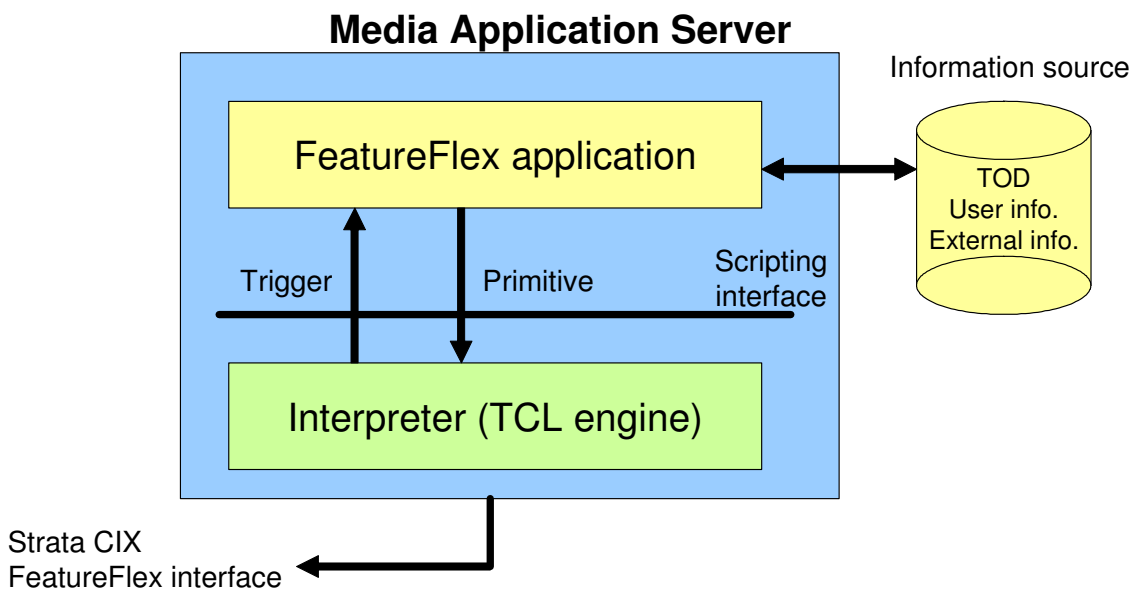 Media Application Server
Information source
FeatureFlex application
TOD
User info.
External info.
Trigger
Primitive
Scripting
interface
Interpreter (TCL engine)
Strata CIX
FeatureFlex interface